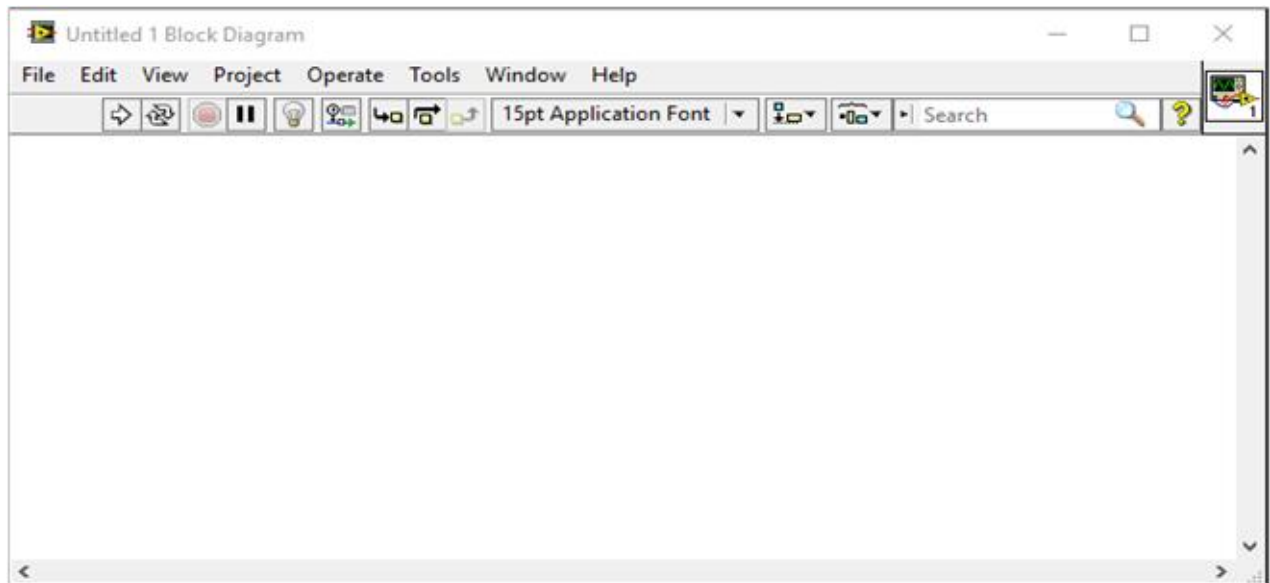 Untitled 1 Block Diagram
File Edit View Project Operate Tools Window Help
15pt Application Font Search ?
1